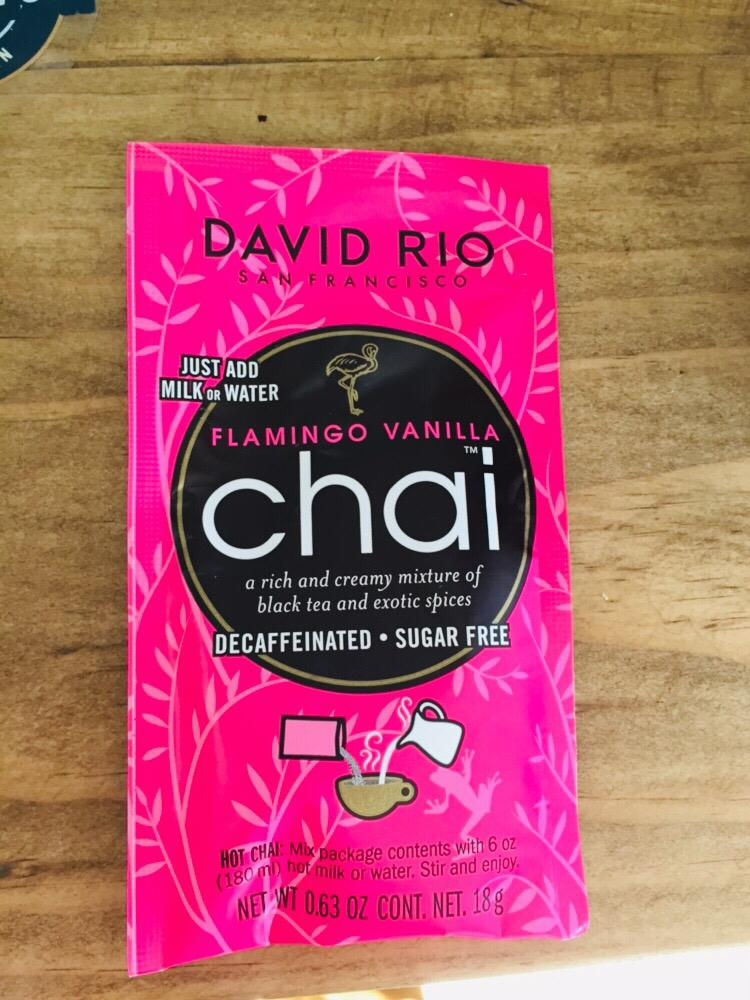 DAVID RIO
SAN FRANCISCO
JUST ADD
MILK OR WATER
FLAMINGO VANILLA
chai™
a rich and creamy mixture of
black tea and exotic spices
DECAFFEINATED • SUGAR FREE
HOT CHAI: Mix package contents with 6 oz
(180 ml) hot milk or water. Stir and enjoy.
NET WT 0.63 OZ CONT. NET. 18g